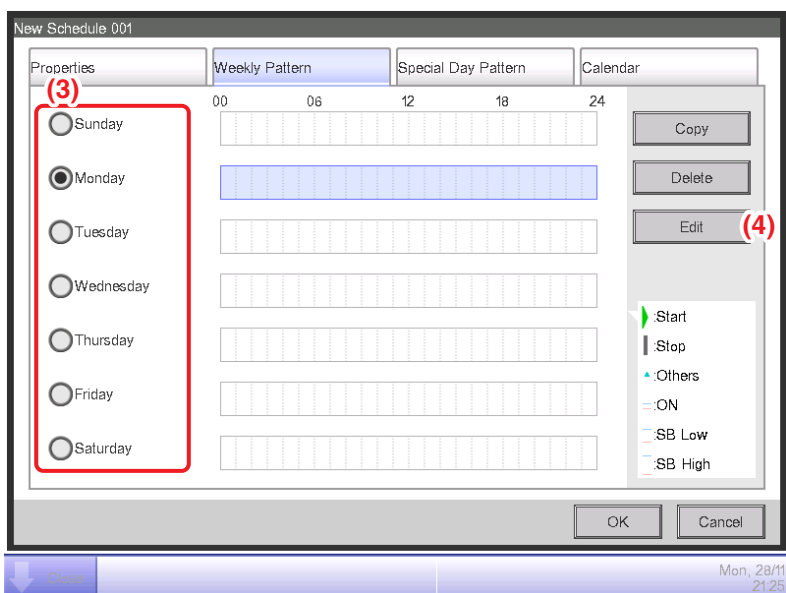 New Schedule 001
Properties Weekly Pattern Special Day Pattern Calendar
(3)
00 06 12 18 24
Sunday
Copy
Monday
Delete
Tuesday
Edit (4)
Wednesday
Thursday
:Start
:Stop
:Others
Friday
:ON
:SB Low
Saturday
:SB High
OK Cancel
Close
Mon, 28/11
21:25